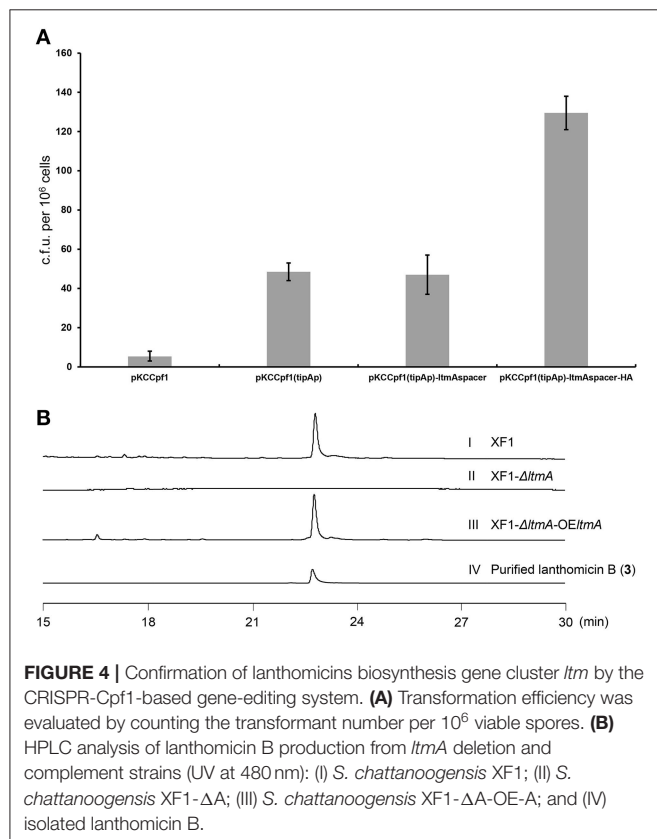 A
c.f.u. per 10⁶ cells
160
140
120
100
80
60
40
20
0
pKCCpf1
pKCCpf1(tipAp)
pKCCpf1(tipAp)-ltmAspacer
pKCCpf1(tipAp)-ltmAspacer-HA
B
I XF1
II XF1-ΔltmA
III XF1-ΔltmA-OEltmA
IV Purified lanthomicin B (3)
15 18 21 22 24 27 30 (min)
FIGURE 4 | Confirmation of lanthomicins biosynthesis gene cluster ltm by the
CRISPR-Cpf1-based gene-editing system. (A) Transformation efficiency was
evaluated by counting the transformant number per 10⁶ viable spores. (B)
HPLC analysis of lanthomicin B production from ltmA deletion and
complement strains (UV at 480 nm): (I) S. chattanoogensis XF1; (II) S.
chattanoogensis XF1-ΔA; (III) S. chattanoogensis XF1-ΔA-OE-A; and (IV)
isolated lanthomicin B.